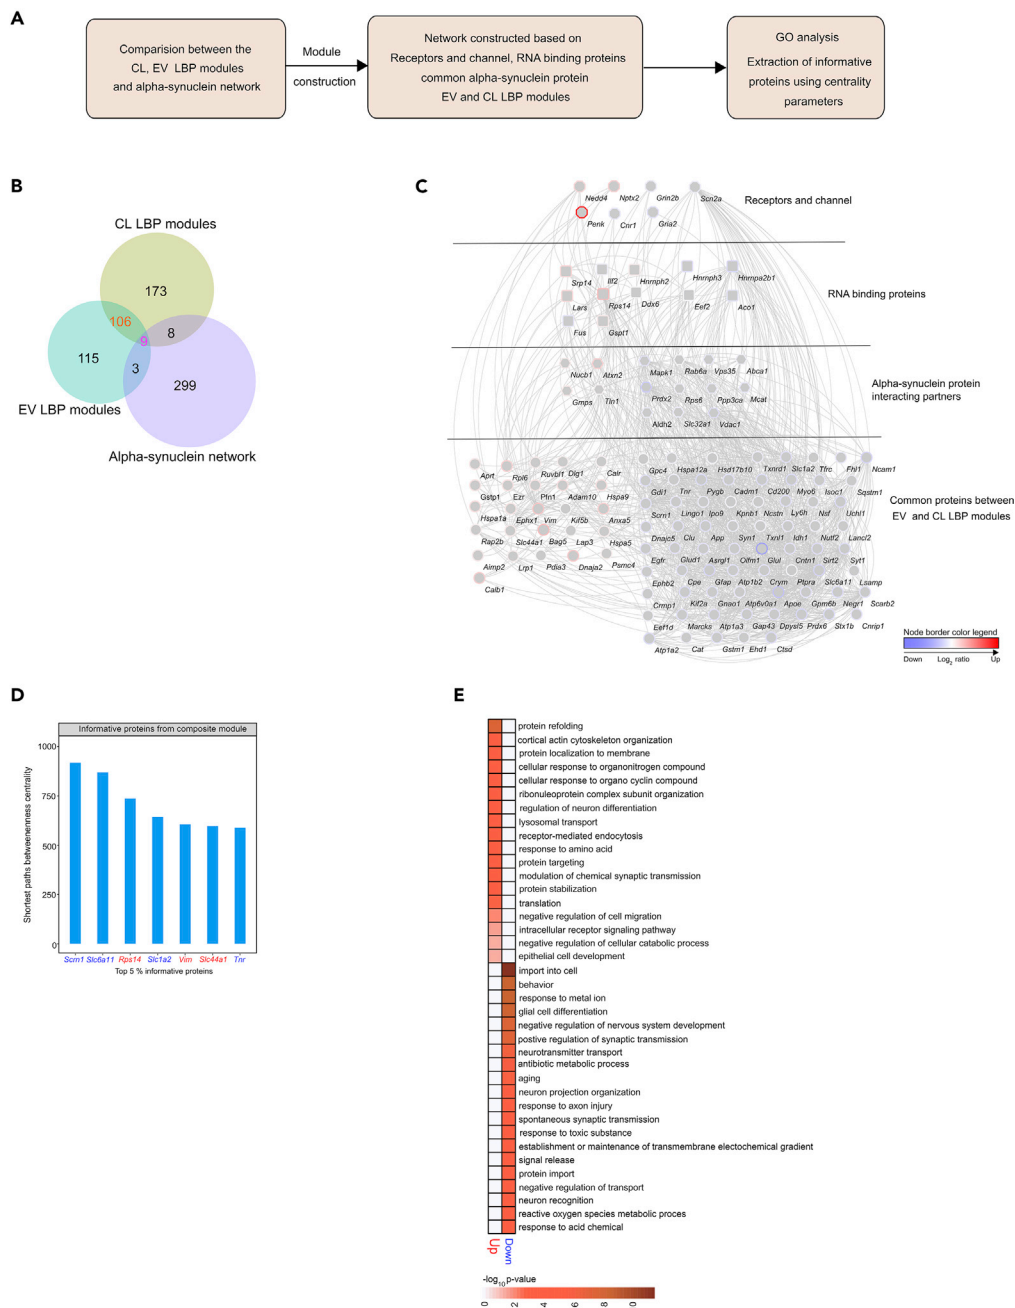 A
Comparision between the
CL, EV LBP modules
and alpha-synuclein network
Module
construction
Network constructed based on
Receptors and channel, RNA binding proteins
common alpha-synuclein protein
EV and CL LBP modules
GO analysis
Extraction of informative
proteins using centrality
parameters
B
CL LBP modules
173
106
8
9
115
3
299
EV LBP modules
Alpha-synuclein network
C
Nedd4 Nptx2 Grin2b Scn2a
Penk Cnr1 Gria2
Receptors and channel
Srp14 Ilf2 Hnrnph2 Hnrnph3 Hnrnpa2b1
Lars Rps14 Ddx6 Eef2 Aco1
Fus Gspt1
RNA binding proteins
Nucb1 Atxn2 Mapk1 Rab6a Vps35 Abca1
Gmps Tln1 Prdx2 Rps6 Ppp3ca Mcat
Aldh2 Slc32a1 Vdac1
Alpha-synuclein protein
interacting partners
Aprt Rpl6 Ruvbl1 Dlg1 Calr Gpc4 Hspa12a Hsd17b10 Txnrd1 Slc1a2 Tfrc Fhl1 Ncam1
Gstp1 Ezr Pfn1 Adam10 Hspa9 Gdi1 Tnr Pygb Cadm1 Cd200 Myo6 Isoc1 Sqstm1
Hspa1a Ephx1 Vim Kif5b Anxa5 Scrn1 Lingo1 Ipo9 Kpnb1 Ncstn Ly6h Nsf Uchl1
Rap2b Slc44a1 Bag5 Lap3 Hspa5 Dnajc5 Clu App Syn1 Txnl1 Idh1 Nutf2 Lancl2
Aimp2 Lrp1 Pdia3 Dnaja2 Psmc4 Egfr Glud1 Asrgl1 Olfm1 Glul Cntn1 Sirt2 Syt1
Calb1 Ephb2 Cpe Gfap Atp1b2 Crym Ptpra Slc6a11 Lsamp
Crmp1 Kif2a Gnao1 Atp6v0a1 Apoe Gpm6b Negr1 Scarb2
Eef1d Marcks Atp1a3 Gap43 Dpysl5 Prdx6 Stx1b Cnrip1
Atp1a2 Cat Gstm1 Ehd1 Ctsd
Common proteins between
EV and CL LBP modules
Node border color legend
Down Log2 ratio Up
D
Informative proteins from composite module
Shortest paths betweenness centrality
1000
750
500
250
0
Scrn1 Slc6a11 Rps14 Slc1a2 Vim Slc44a1 Tnr
Top 5 % informative proteins
E
protein refolding
cortical actin cytoskeleton organization
protein localization to membrane
cellular response to organonitrogen compound
cellular response to organo cyclin compound
ribonuleoprotein complex subunit organization
regulation of neuron differentiation
lysosomal transport
receptor-mediated endocytosis
response to amino acid
protein targeting
modulation of chemical synaptic transmission
protein stabilization
translation
negative regulation of cell migration
intracellular receptor signaling pathway
negative regulation of cellular catabolic process
epithelial cell development
import into cell
behavior
response to metal ion
glial cell differentiation
negative regulation of nervous system development
postive regulation of synaptic transmission
neurotransmitter transport
antibiotic metabolic process
aging
neuron projection organization
response to axon injury
spontaneous synaptic transmission
response to toxic substance
establishment or maintenance of transmembrane electochemical gradient
signal release
protein import
negative regulation of transport
neuron recognition
reactive oxygen species metabolic proces
response to acid chemical
Up Down
-log10 p-value
0 2 4 6 8 0